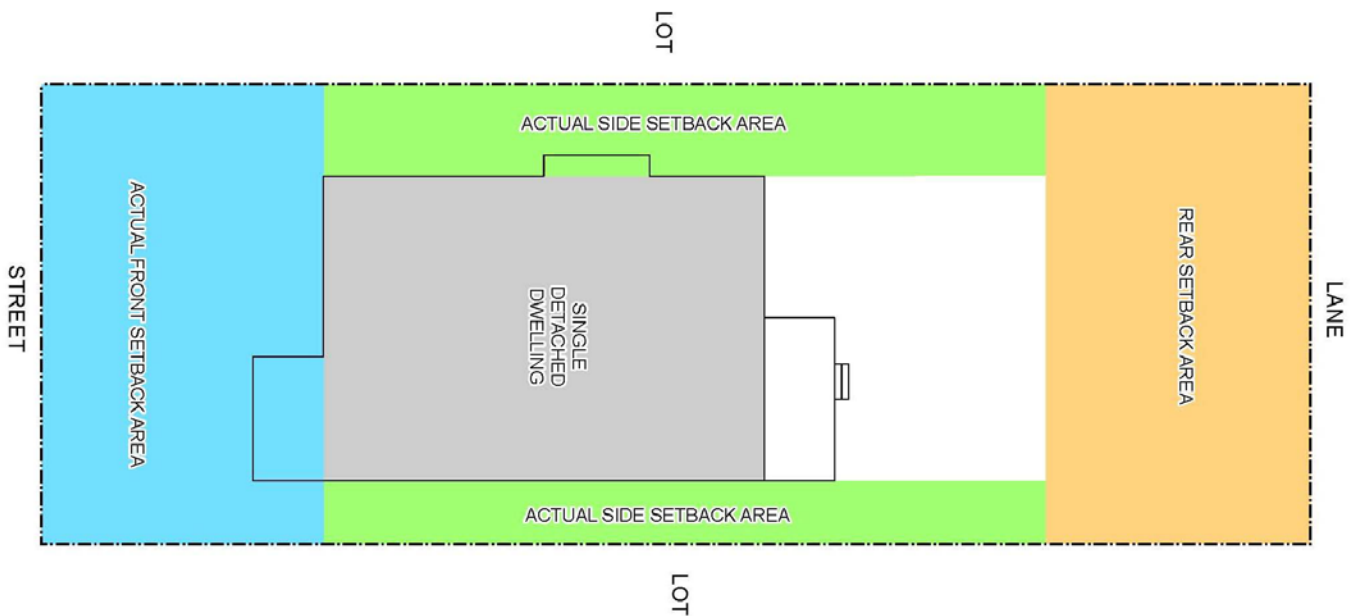 LOT
ACTUAL SIDE SETBACK AREA
STREET
ACTUAL FRONT SETBACK AREA
SINGLE
DETACHED
DWELLING
REAR SETBACK AREA
LANE
ACTUAL SIDE SETBACK AREA
LOT